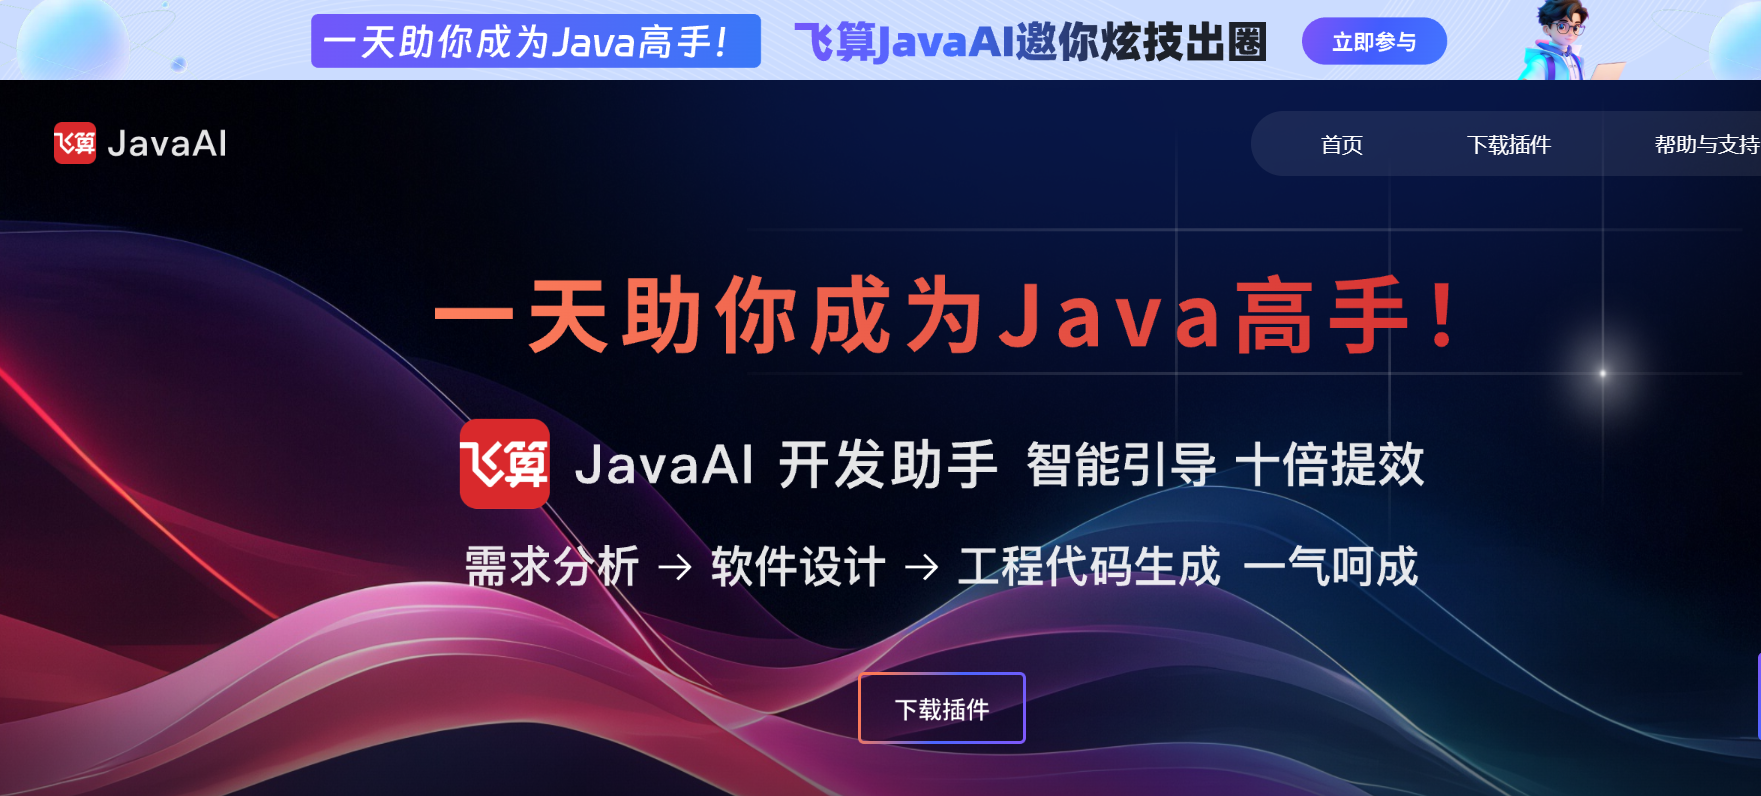 一天助你成为Java高手！ 飞算JavaAI邀你炫技出圈 立即参与
飞算 JavaAI 首页 下载插件 帮助与支持
一天助你成为Java高手！
飞算 JavaAI 开发助手 智能引导 十倍提效
需求分析 → 软件设计 → 工程代码生成 一气呵成
下载插件